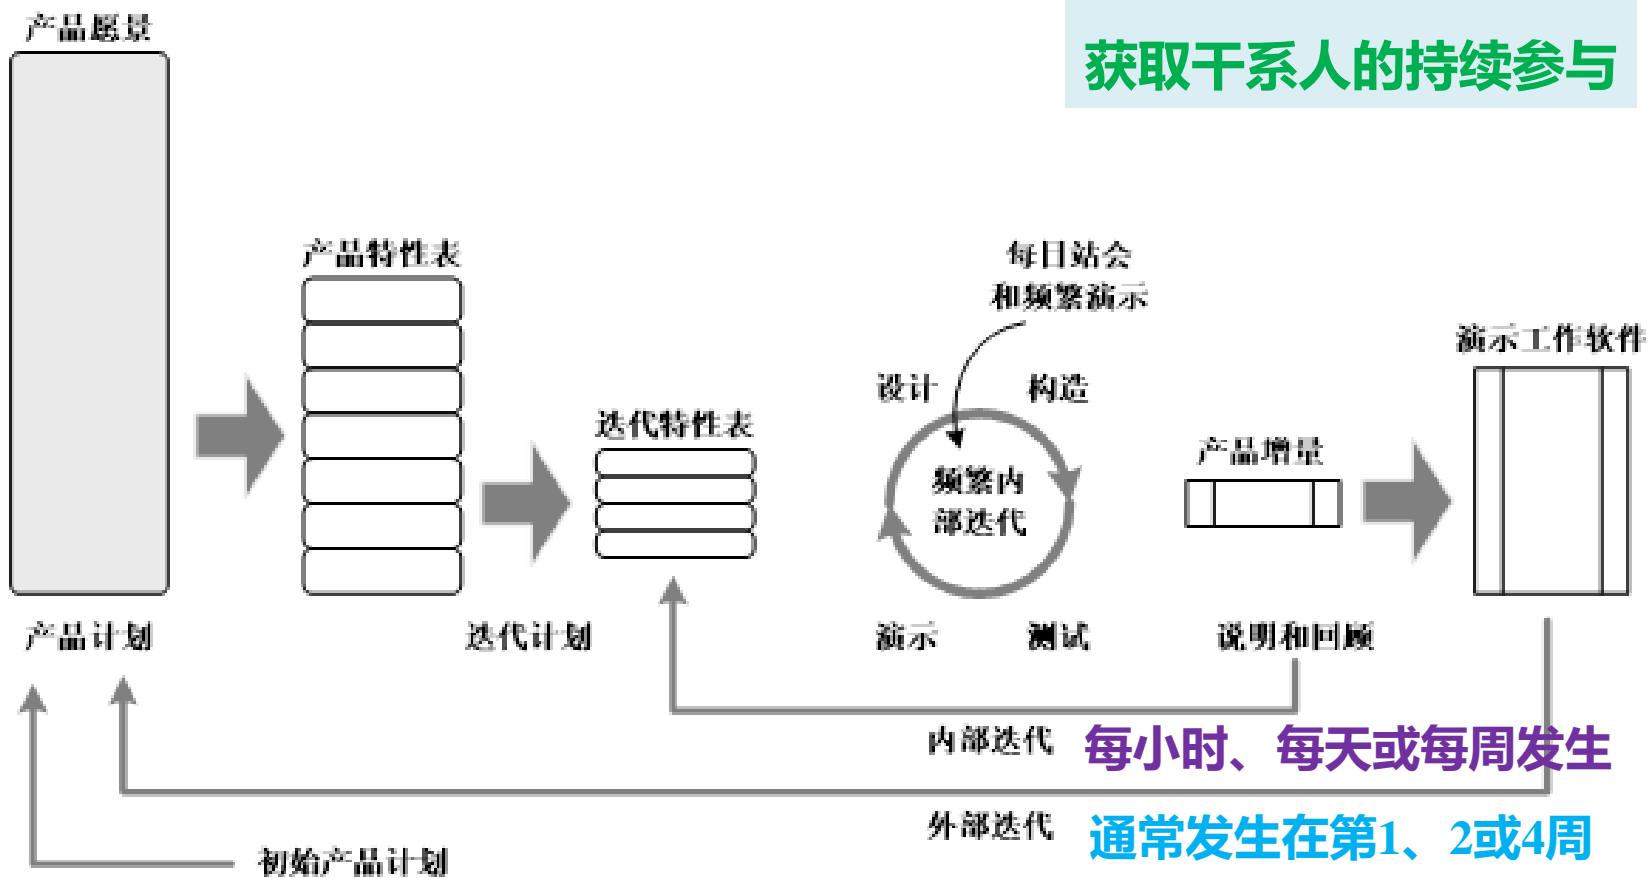 产品愿景
获取干系人的持续参与
产品特性表
每日站会
和频繁演示
演示工作软件
设计
构造
迭代特性表
产品增量
频繁内
部迭代
产品计划
迭代计划
演示
测试
说明和回顾
内部迭代
每小时、每天或每周发生
外部迭代
通常发生在第1、2或4周
初始产品计划